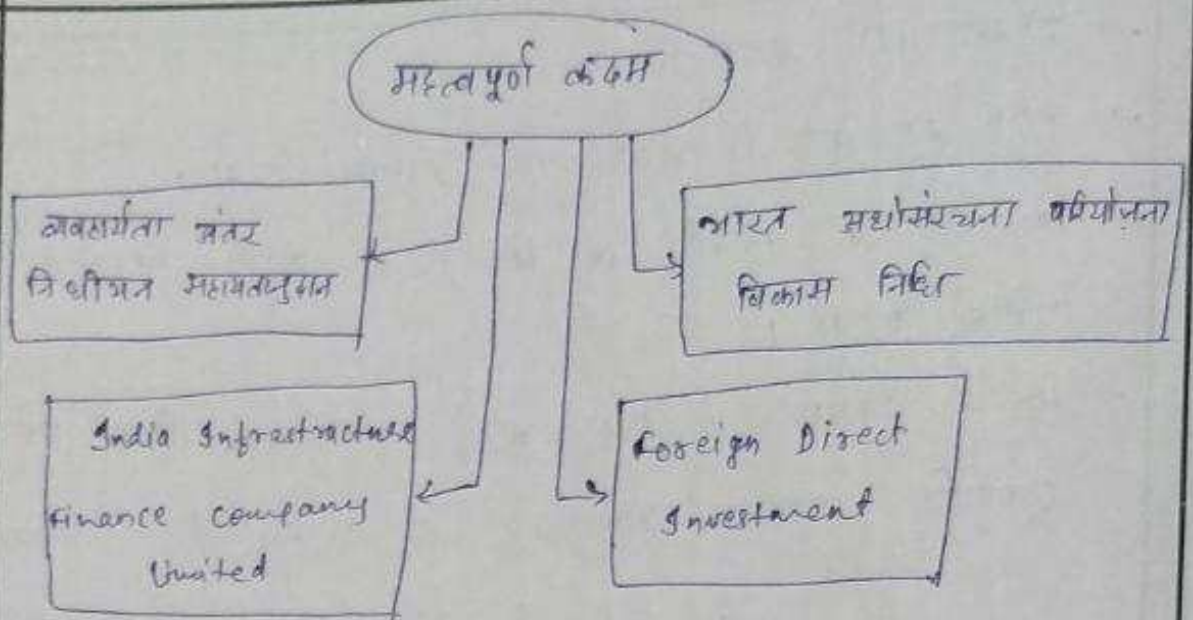 महत्वपूर्ण कदम
व्यवहार्यता अंतर
निधीयन सहायतानुदान
भारत अधोसंरचना परियोजना
विकास निधि
India Infrastructure
Finance company
Limited
Foreign Direct
Investment